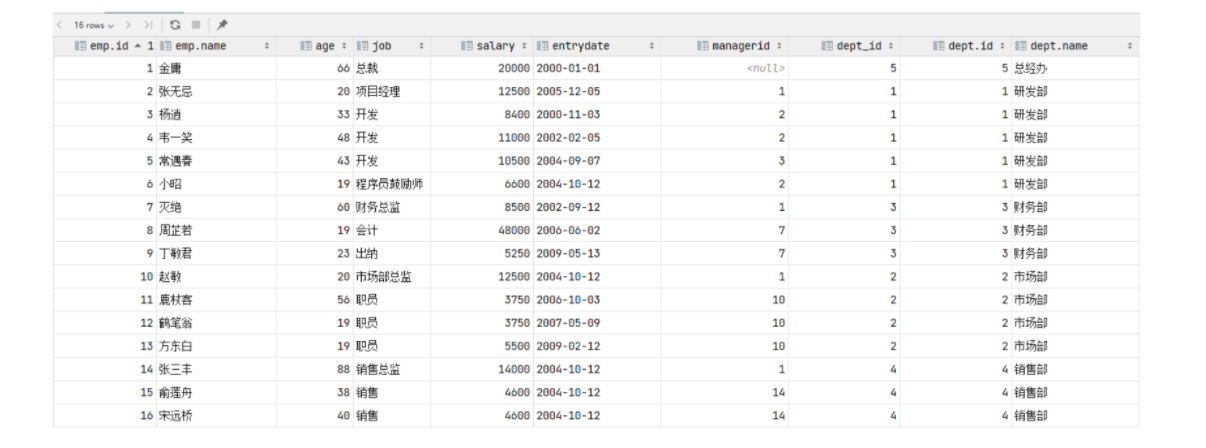 16 rows
emp.id 1 emp.name age job salary entrydate managerid dept_id dept.id dept.name
1 金庸 66 总裁 20000 2000-01-01 <null> 5 5 总经办
2 张无忌 20 项目经理 12500 2005-12-05 1 1 1 研发部
3 杨逍 33 开发 8400 2000-11-03 2 1 1 研发部
4 韦一笑 48 开发 11000 2002-02-05 2 1 1 研发部
5 常遇春 43 开发 10500 2004-09-07 3 1 1 研发部
6 小昭 19 程序员鼓励师 6600 2004-10-12 2 1 1 研发部
7 灭绝 60 财务总监 8500 2002-09-12 1 3 3 财务部
8 周芷若 19 会计 48000 2006-06-02 7 3 3 财务部
9 丁敏君 23 出纳 5250 2009-05-13 7 3 3 财务部
10 赵敏 20 市场部总监 12500 2004-10-12 1 2 2 市场部
11 鹿杖客 56 职员 3750 2006-10-03 10 2 2 市场部
12 鹤笔翁 19 职员 3750 2007-05-09 10 2 2 市场部
13 方东白 19 职员 5500 2009-02-12 10 2 2 市场部
14 张三丰 88 销售总监 14000 2004-10-12 1 4 4 销售部
15 俞莲舟 38 销售 4600 2004-10-12 14 4 4 销售部
16 宋远桥 40 销售 4600 2004-10-12 14 4 4 销售部